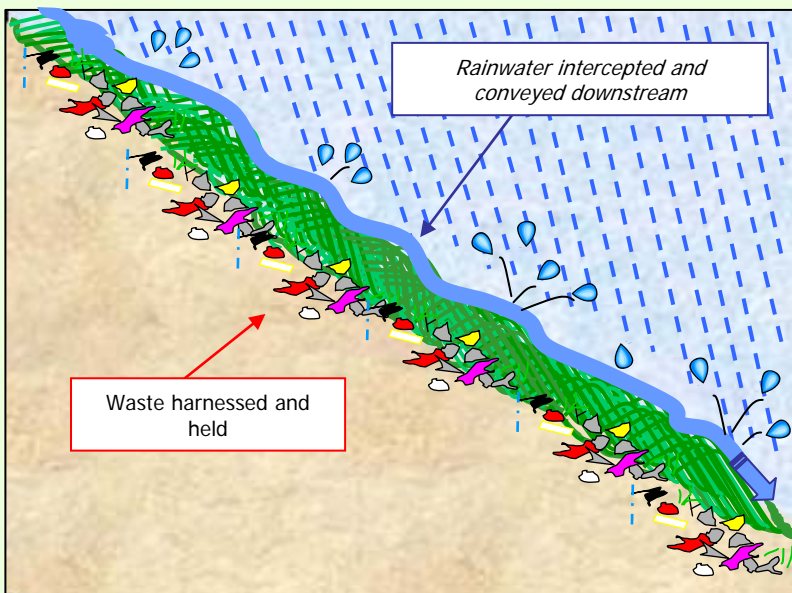 Rainwater intercepted and
conveyed downstream
Waste harnessed and
held